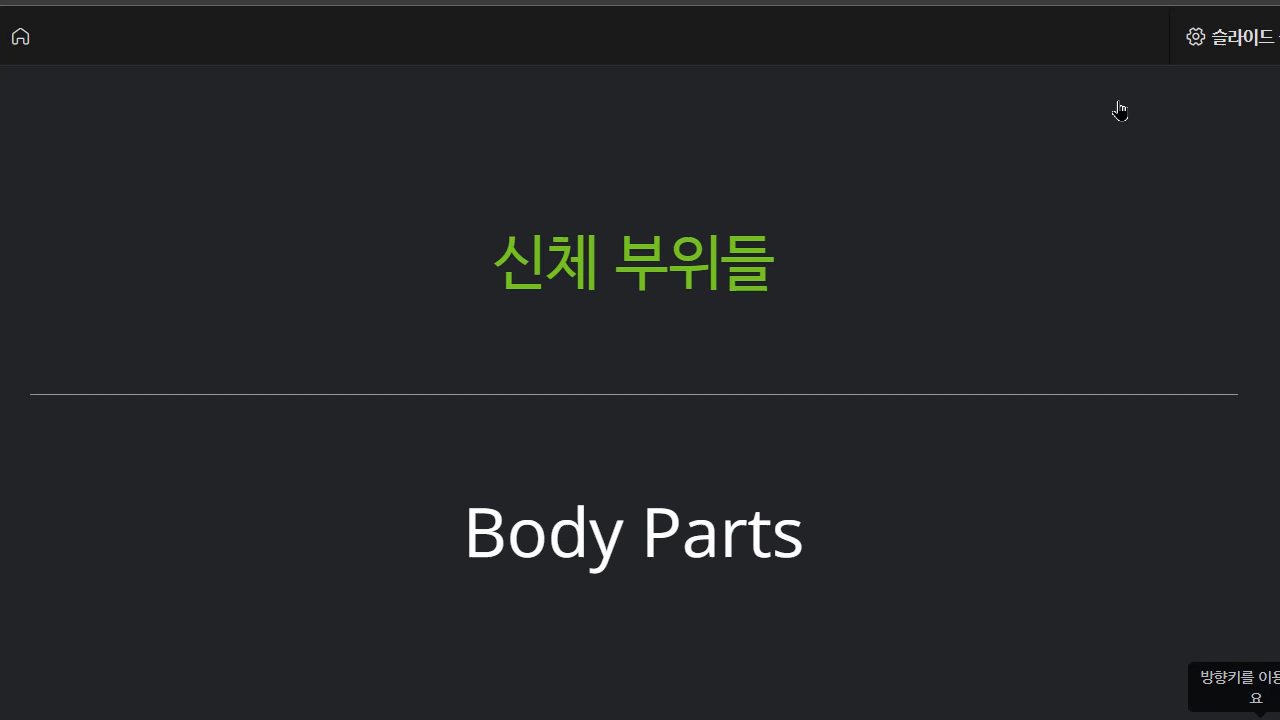 슬라이드
신체 부위들
Body Parts
방향키를 이용
요